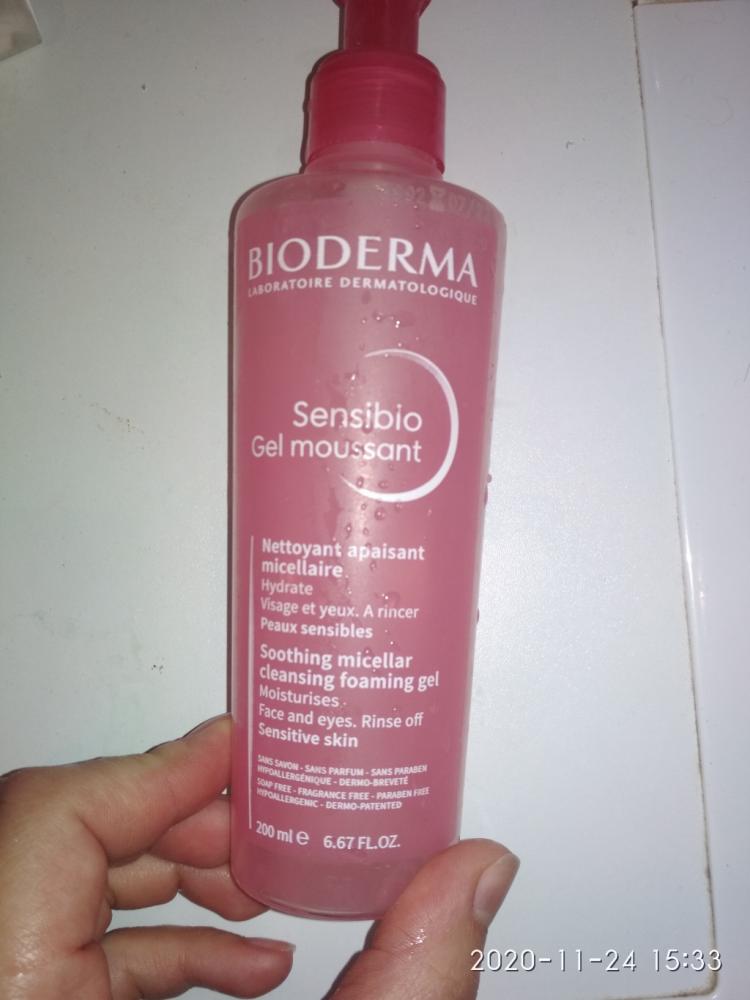 BIODERMA
LABORATOIRE DERMATOLOGIQUE
Sensibio
Gel moussant
Nettoyant apaisant
micellaire
Hydrate
Visage et yeux. A rincer
Peaux sensibles
Soothing micellar
cleansing foaming gel
Moisturises
Face and eyes. Rinse off
Sensitive skin
SANS SAVON - SANS PARFUM - SANS PARABEN
HYPOALLERGÉNIQUE - DERMO-BREVETÉ
SOAP FREE - FRAGRANCE FREE - PARABEN FREE
HYPOALLERGENIC - DERMO-PATENTED
200 ml e 6.67 FL.OZ.
2020-11-24 15:33